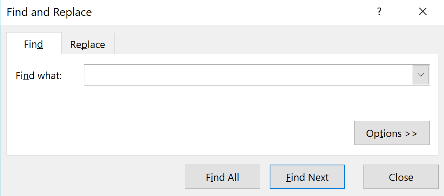 Find and Replace ?
Find Replace
Find what:
Options >>
Find All Find Next Close